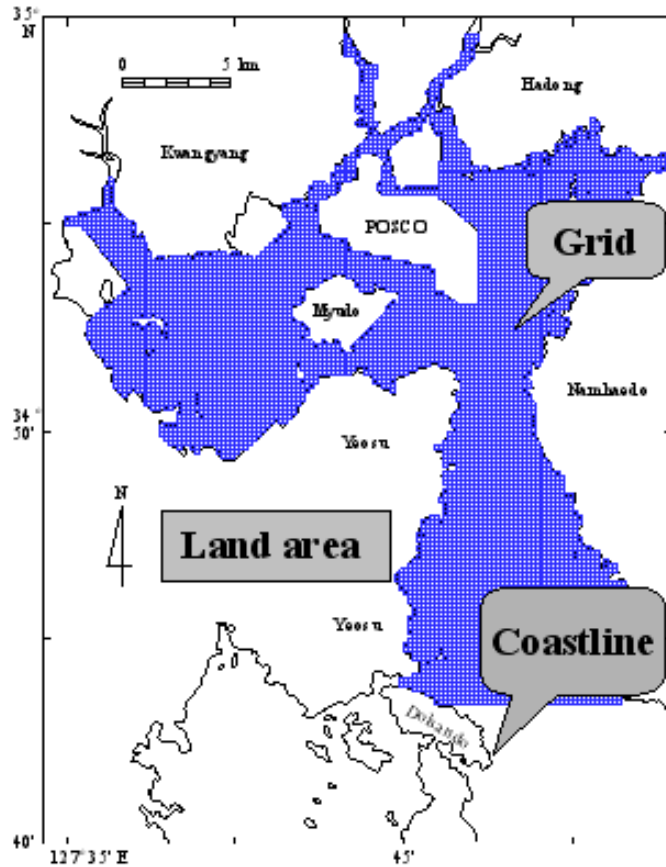 35°
N
0 5 km
Hadong
Kwangyang
POSCO
Grid
Myodo
Namhaedo
34°
50'
Yeosu
N
Land area
Yeosu
Coastline
Dolsando
40'
127°35' E
45'